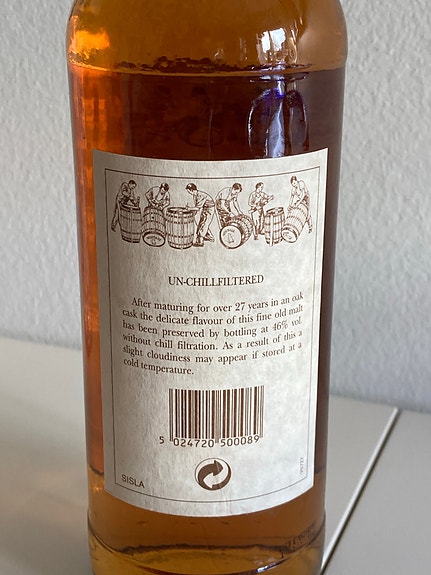 UN-CHILLFILTERED
After maturing for over 27 years in an oak
cask the delicate flavour of this fine old malt
has been preserved by bottling at 46% vol.
without chill filtration. As a result of this a
slight cloudiness may appear if stored at a
cold temperature.
5 024720 500089
SISLA